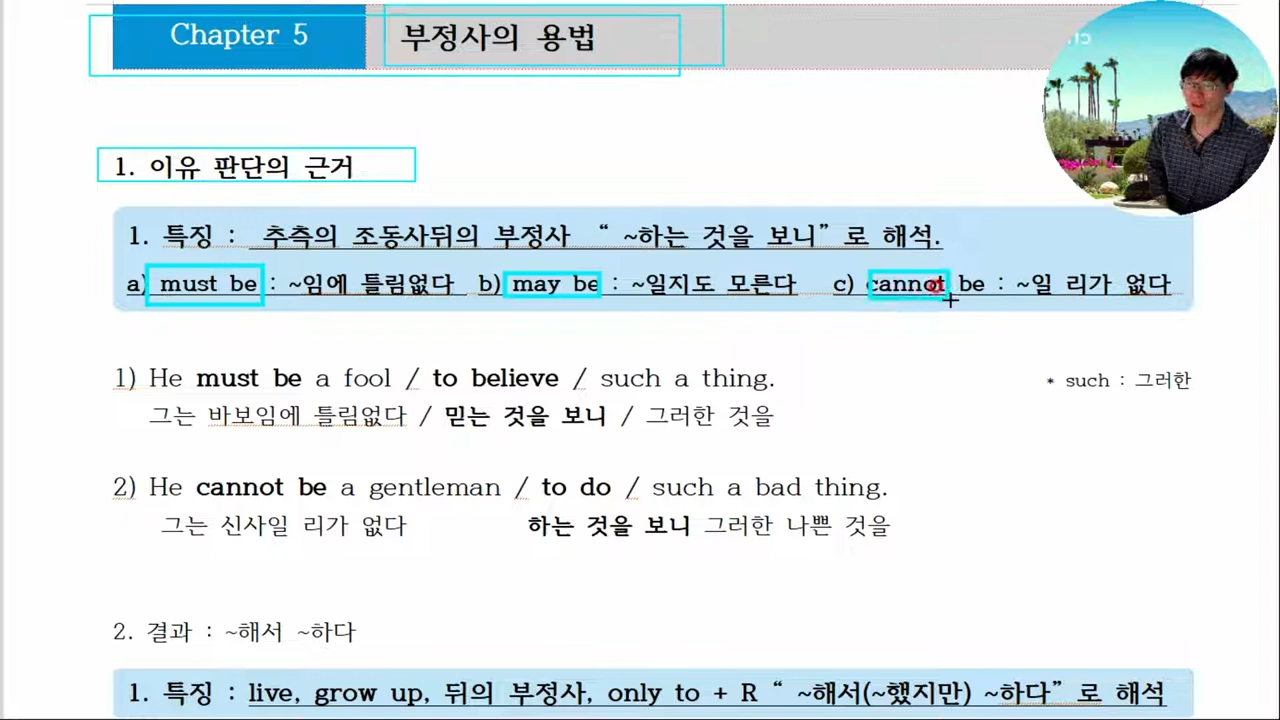 Chapter 5
부정사의 용법
1. 이유 판단의 근거
1. 특징 : 추측의 조동사뒤의 부정사 “ ~하는 것을 보니” 로 해석.
a) must be : ~임에 틀림없다 b) may be : ~일지도 모른다 c) cannot be : ~일 리가 없다
1) He must be a fool / to believe / such a thing.
* such : 그러한
그는 바보임에 틀림없다 / 믿는 것을 보니 / 그러한 것을
2) He cannot be a gentleman / to do / such a bad thing.
그는 신사일 리가 없다 하는 것을 보니 그러한 나쁜 것을
2. 결과 : ~해서 ~하다
1. 특징 : live, grow up, 뒤의 부정사, only to + R “ ~해서(~했지만) ~하다” 로 해석